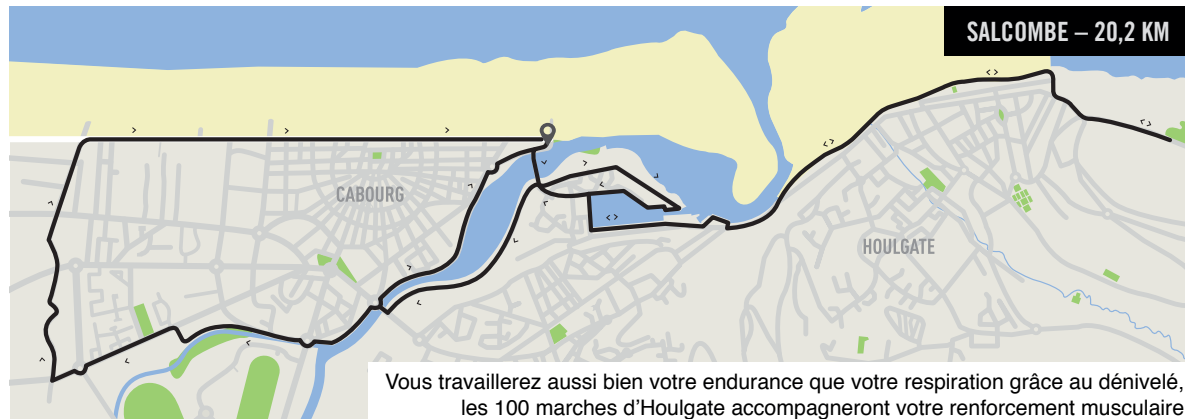 SALCOMBE – 20,2 KM
CABOURG
HOULGATE
Vous travaillerez aussi bien votre endurance que votre respiration grâce au dénivelé,
les 100 marches d’Houlgate accompagneront votre renforcement musculaire